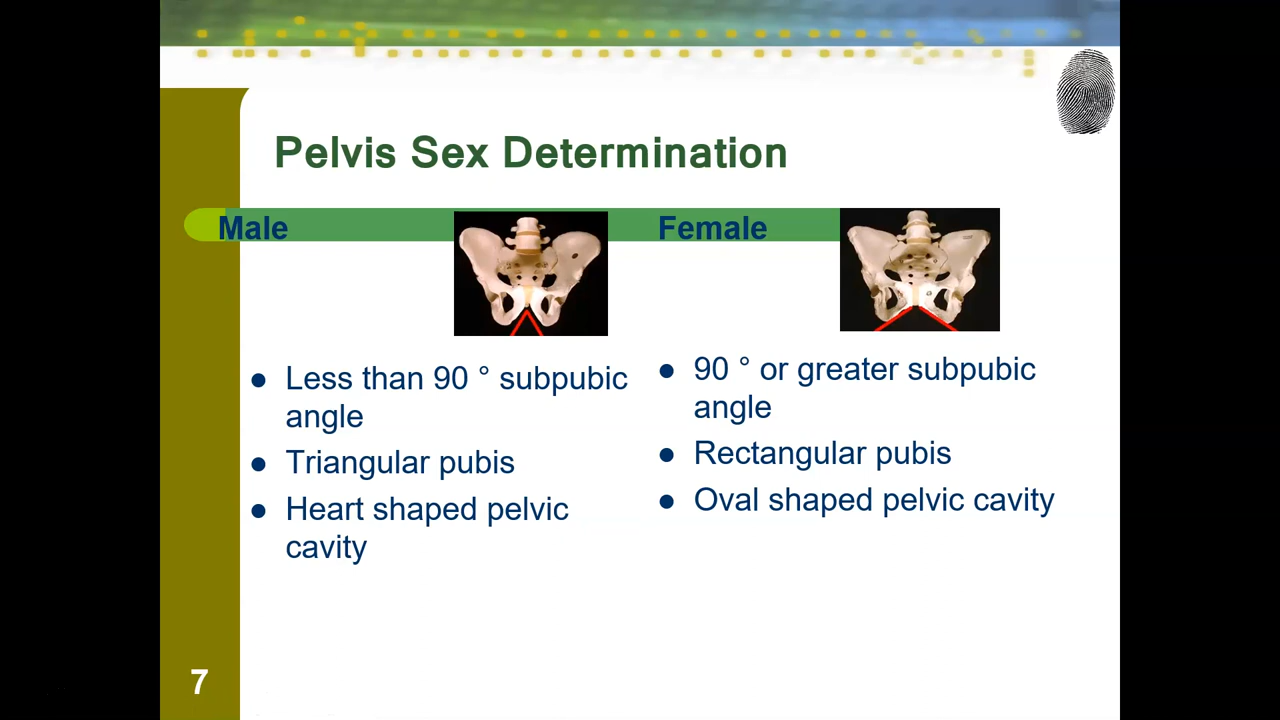 Pelvis Sex Determination
Male
● Less than 90 ° subpubic
angle
● Triangular pubis
● Heart shaped pelvic
cavity
Female
● 90 ° or greater subpubic
angle
● Rectangular pubis
● Oval shaped pelvic cavity
7